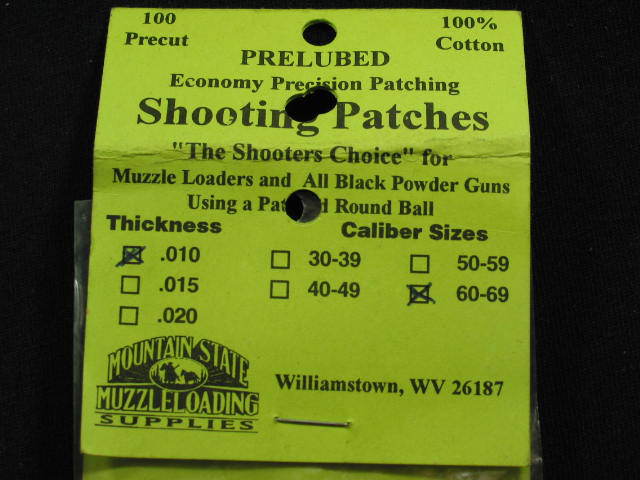 100 Precut
100% Cotton
PRELUBED
Economy Precision Patching
Shooting Patches
"The Shooters Choice" for
Muzzle Loaders and All Black Powder Guns
Using a Pat d Round Ball
Thickness
.010
.015
.020
Caliber Sizes
30-39
40-49
50-59
60-69
MOUNTAIN STATE
MUZZLELOADING
SUPPLIES
Williamstown, WV 26187